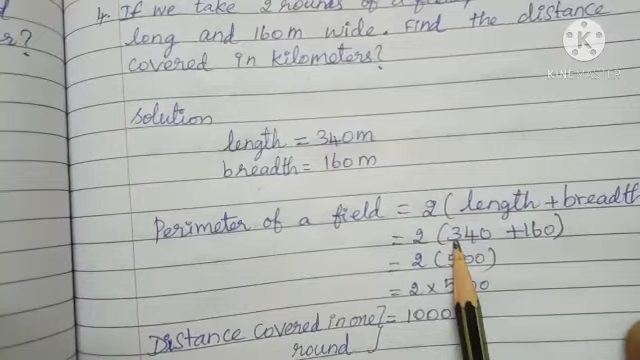 r?
4. If we take 2 rounds of a
long and 160m wide. Find the distance
covered in kilometers?
KINEMASTER
Solution
length = 340m
breadth = 160m
Perimeter of a field = 2 ( length + breadth
= 2 ( 340 + 160)
= 2 (500)
= 2 ×
Distance covered in one } = 1000
round